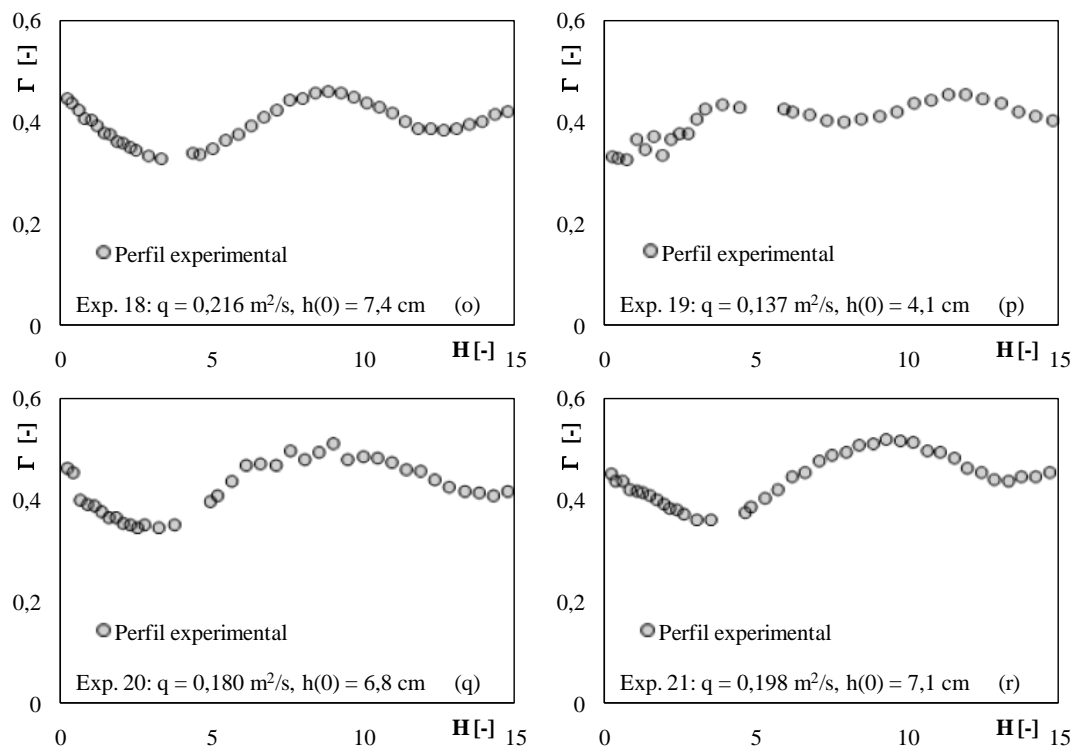 0,6
Γ [-]
0,4
0,2
Perfil experimental
Exp. 18: q = 0,216 m²/s, h(0) = 7,4 cm (o)
0
0 5 10 H [-] 15
0,6
Γ [-]
0,4
0,2
Perfil experimental
Exp. 19: q = 0,137 m²/s, h(0) = 4,1 cm (p)
0
0 5 10 H [-] 15
0,6
Γ [-]
0,4
0,2
Perfil experimental
Exp. 20: q = 0,180 m²/s, h(0) = 6,8 cm (q)
0
0 5 10 H [-] 15
0,6
Γ [-]
0,4
0,2
Perfil experimental
Exp. 21: q = 0,198 m²/s, h(0) = 7,1 cm (r)
0
0 5 10 H [-] 15